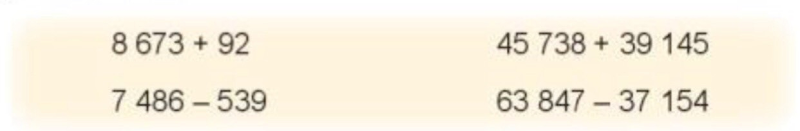 8 673 + 92 45 738 + 39 145
7 486 – 539 63 847 – 37 154